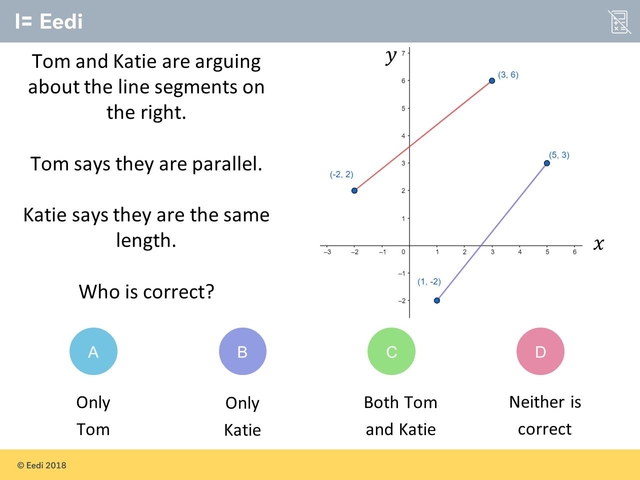 I= Eedi
Tom and Katie are arguing
about the line segments on
the right.
Tom says they are parallel.
Katie says they are the same
length.
Who is correct?
y
7
6
5
4
3
2
1
–3 –2 –1 0 1 2 3 4 5 6
x
–1
–2
(3, 6)
(5, 3)
(-2, 2)
(1, -2)
A
Only
Tom
B
Only
Katie
C
Both Tom
and Katie
D
Neither is
correct
© Eedi 2018